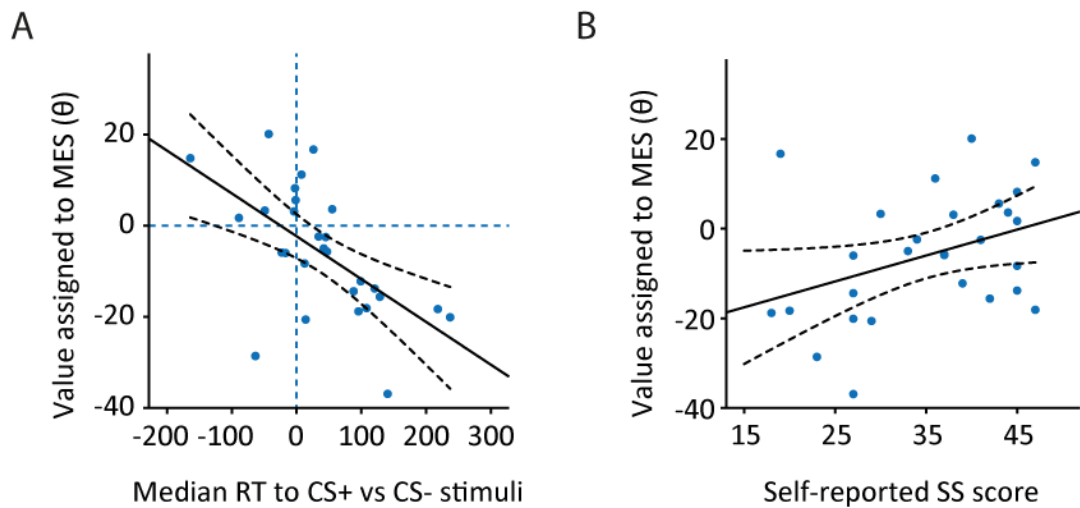 A
Value assigned to MES (θ)
20
0
-20
-40
-200 -100 0 100 200 300
Median RT to CS+ vs CS- stimuli
B
Value assigned to MES (θ)
20
0
-20
-40
15 25 35 45
Self-reported SS score